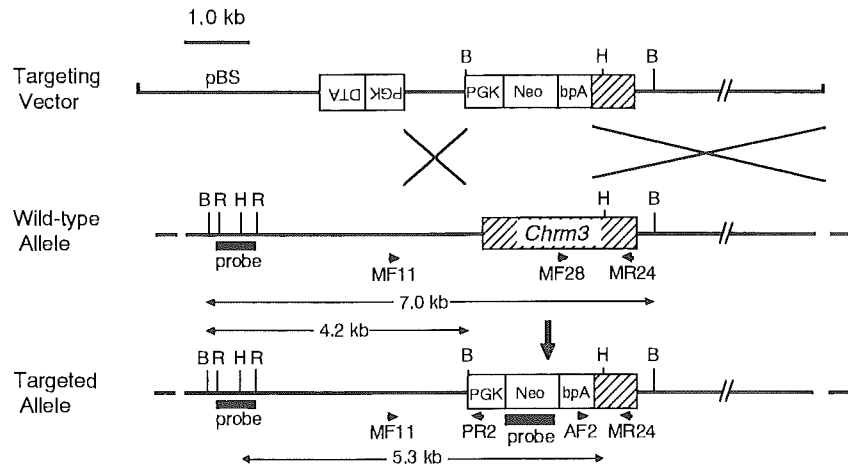 1.0 kb
Targeting Vector
pBS
DTA
PGK
B
PGK
Neo
bpA
H
B
Wild-type Allele
B R H R
probe
MF11
Chrm3
H
B
MF28
MR24
7.0 kb
4.2 kb
Targeted Allele
B R H R
probe
MF11
B
PGK
Neo
bpA
H
B
PR2
probe
AF2
MR24
5.3 kb